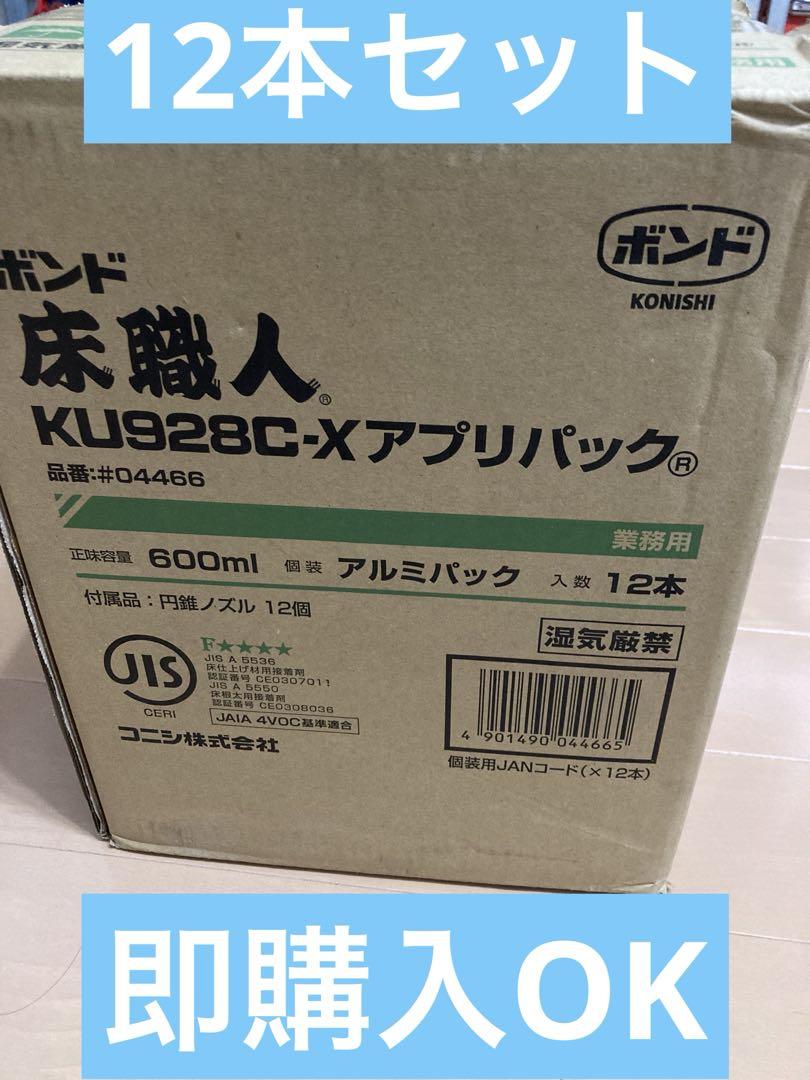 12本セット
ボンド
KONISHI
ボンド
床職人®
KU928C-Xアプリパック®
品番:#04466
業務用
正味容量 600ml 個装 アルミパック 入数 12本
付属品：円錐ノズル 12個
湿気厳禁
JIS
CERI
F★★★★
JIS A 5536
床仕上げ材用接着剤
認証番号 CE0307011
JIS A 5550
床根太用接着剤
認証番号 CE0308036
JAIA 4VOC基準適合
コニシ株式会社
4 901490 044665
個装用JANコード(×12本)
即購入OK